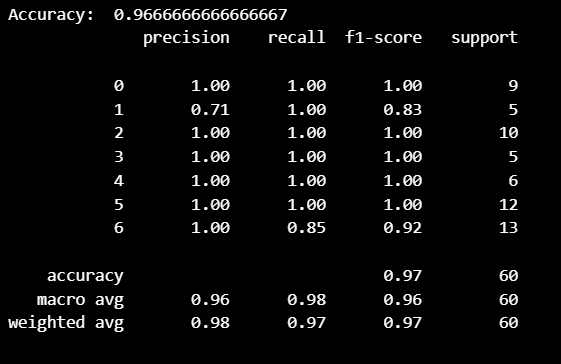 Accuracy:  0.9666666666666667
              precision    recall  f1-score   support

           0       1.00      1.00      1.00         9
           1       0.71      1.00      0.83         5
           2       1.00      1.00      1.00        10
           3       1.00      1.00      1.00         5
           4       1.00      1.00      1.00         6
           5       1.00      1.00      1.00        12
           6       1.00      0.85      0.92        13

    accuracy                           0.97        60
   macro avg       0.96      0.98      0.96        60
weighted avg       0.98      0.97      0.97        60